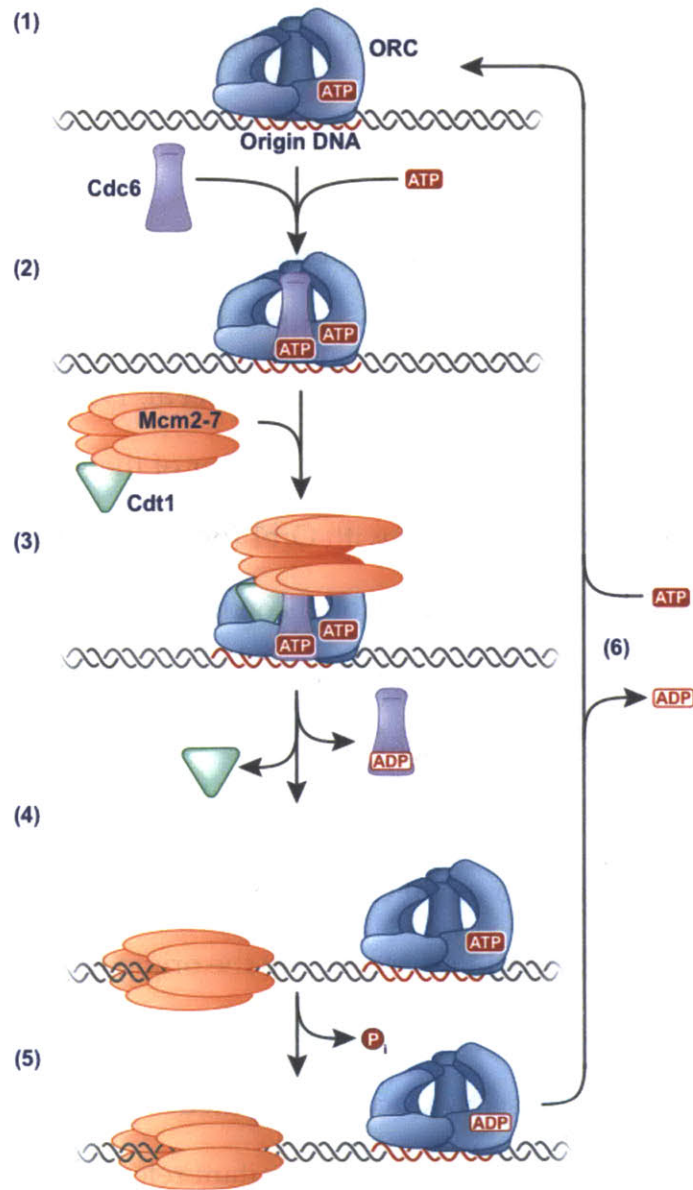 (1)
ORC
ATP
Origin DNA
Cdc6
ATP
(2)
ATP
ATP
Mcm2-7
Cdt1
(3)
ATP
ATP
ATP
(6)
ADP
ADP
(4)
ATP
Pi
(5)
ADP